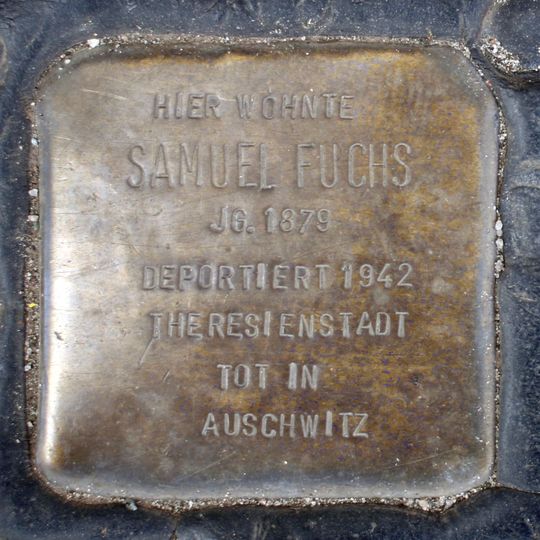 HIER WOHNTE
SAMUEL FUCHS
JG. 1879
DEPORTIERT 1942
THERESIENSTADT
TOT IN
AUSCHWITZ